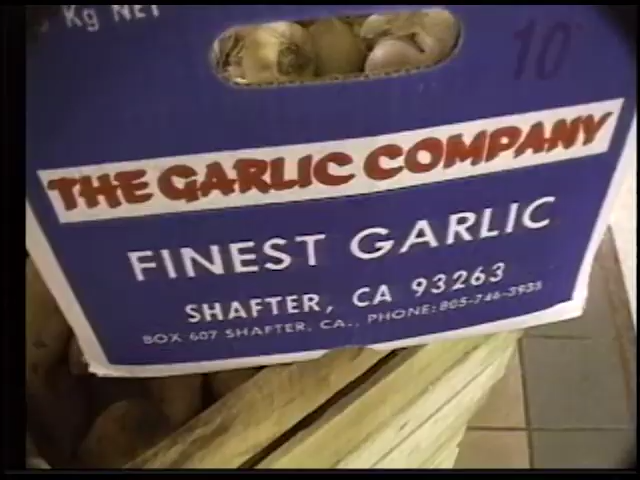 Kg NET
10
THE GARLIC COMPANY
FINEST GARLIC
SHAFTER, CA 93263
BOX 607 SHAFTER, CA., PHONE: 805-746-3935